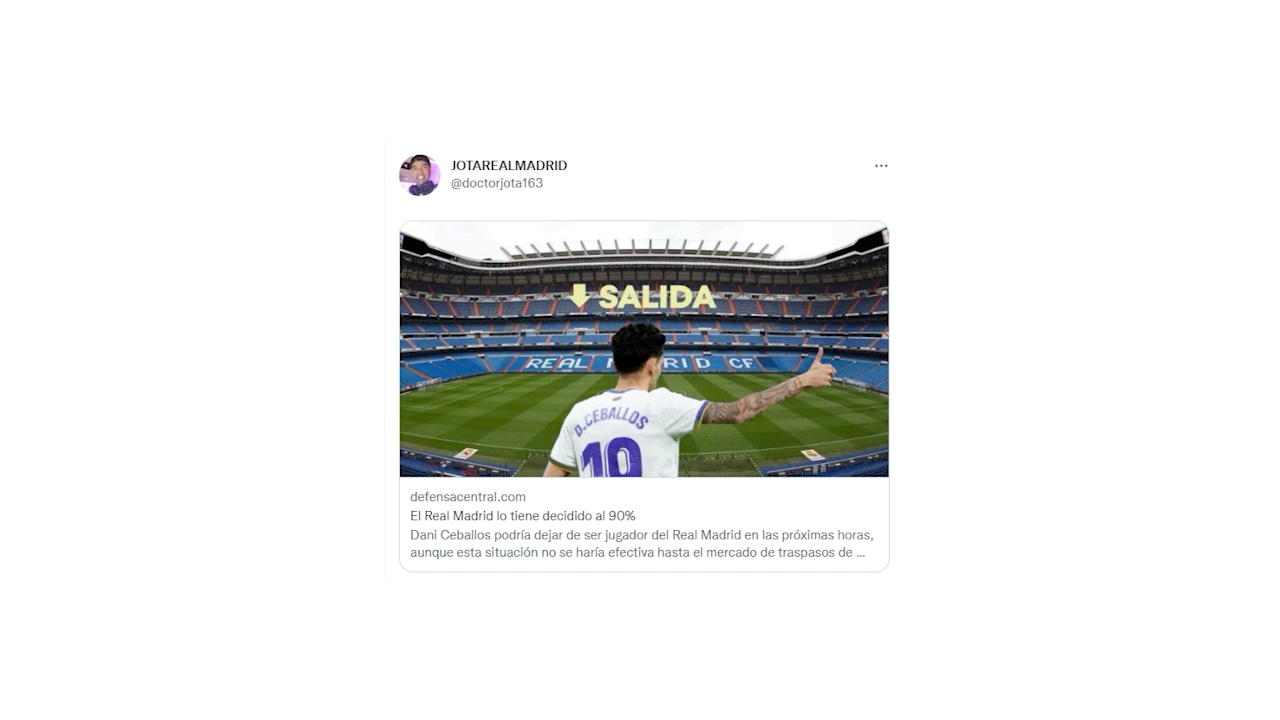 JOTAREALMADRID
@doctorjota163
SALIDA
REAL M RID CF
D.CEBALLOS
19
defensacentral.com
El Real Madrid lo tiene decidido al 90%
Dani Ceballos podría dejar de ser jugador del Real Madrid en las próximas horas,
aunque esta situación no se haría efectiva hasta el mercado de traspasos de ...